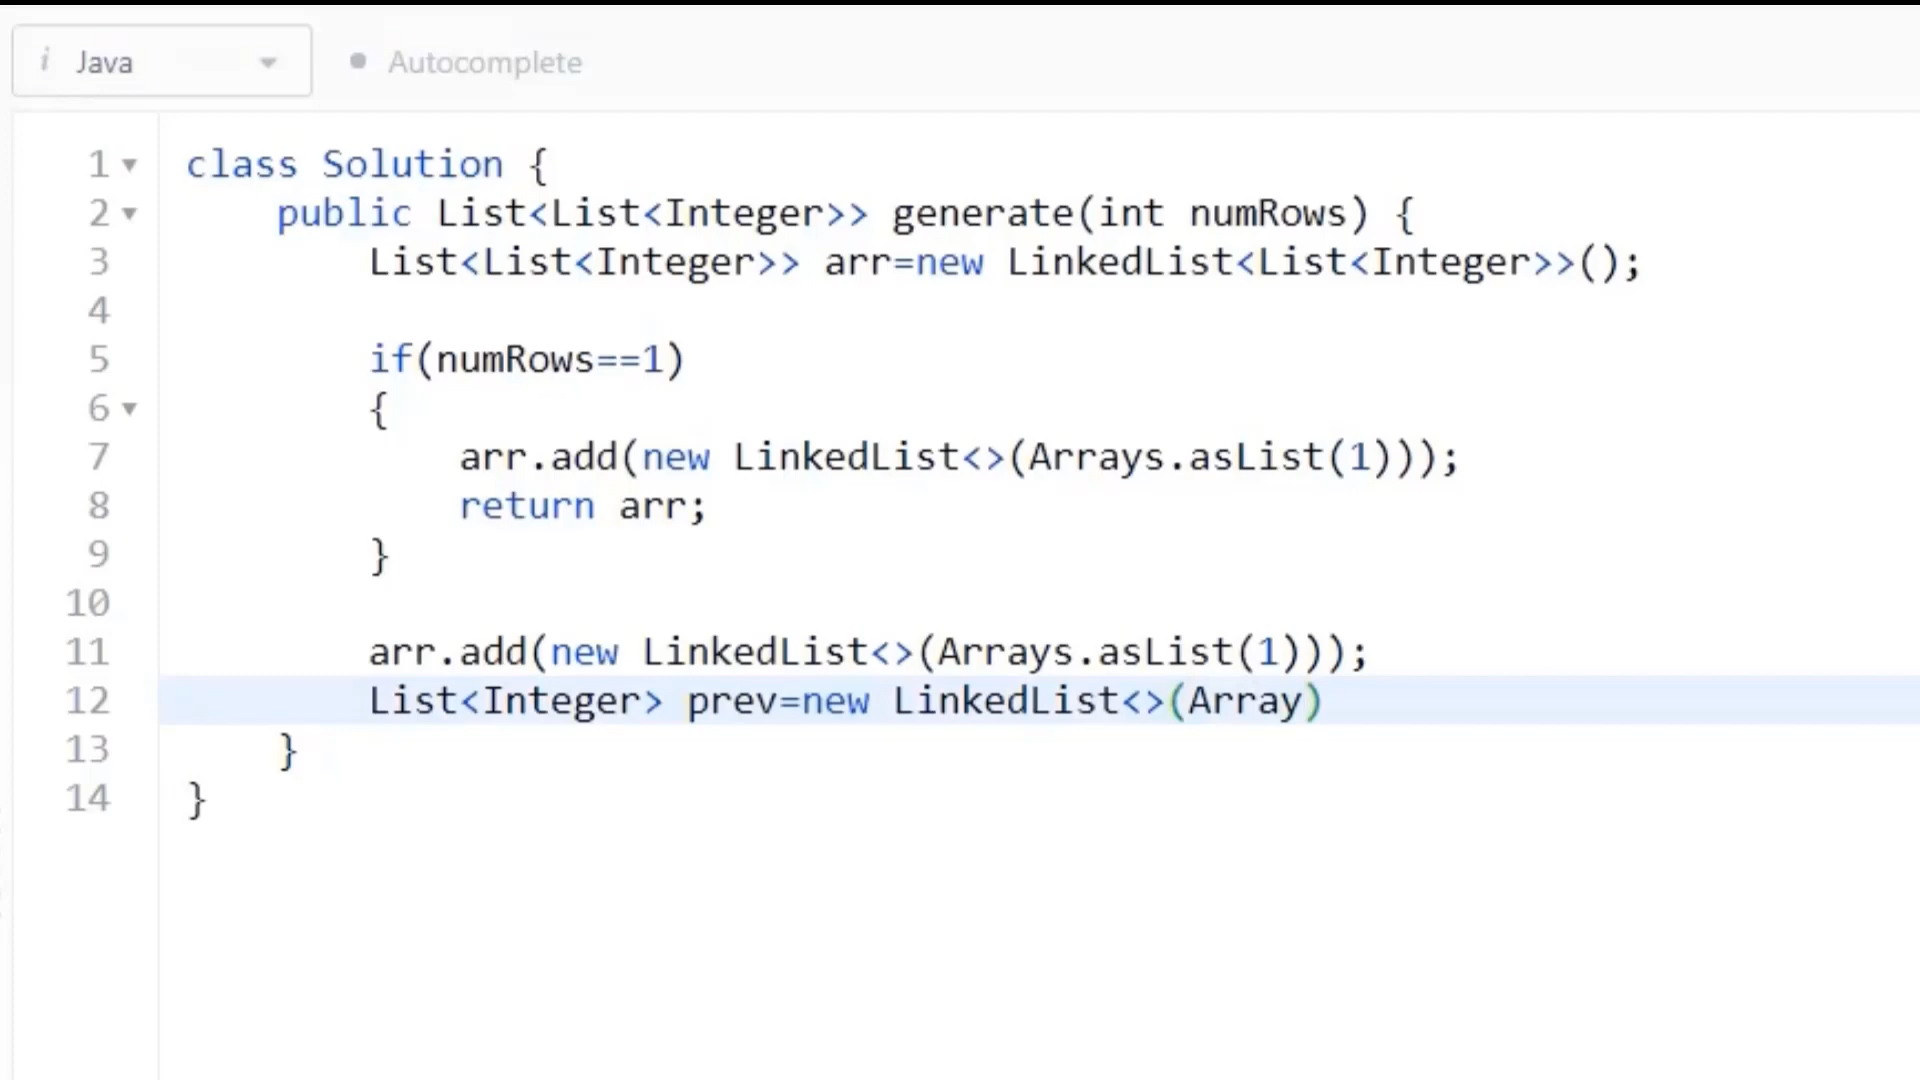 i Java Autocomplete
1 class Solution {
2 public List<List<Integer>> generate(int numRows) {
3 List<List<Integer>> arr=new LinkedList<List<Integer>>();
4
5 if(numRows==1)
6 {
7 arr.add(new LinkedList<>(Arrays.asList(1)));
8 return arr;
9 }
10
11 arr.add(new LinkedList<>(Arrays.asList(1)));
12 List<Integer> prev=new LinkedList<>(Array)
13 }
14 }